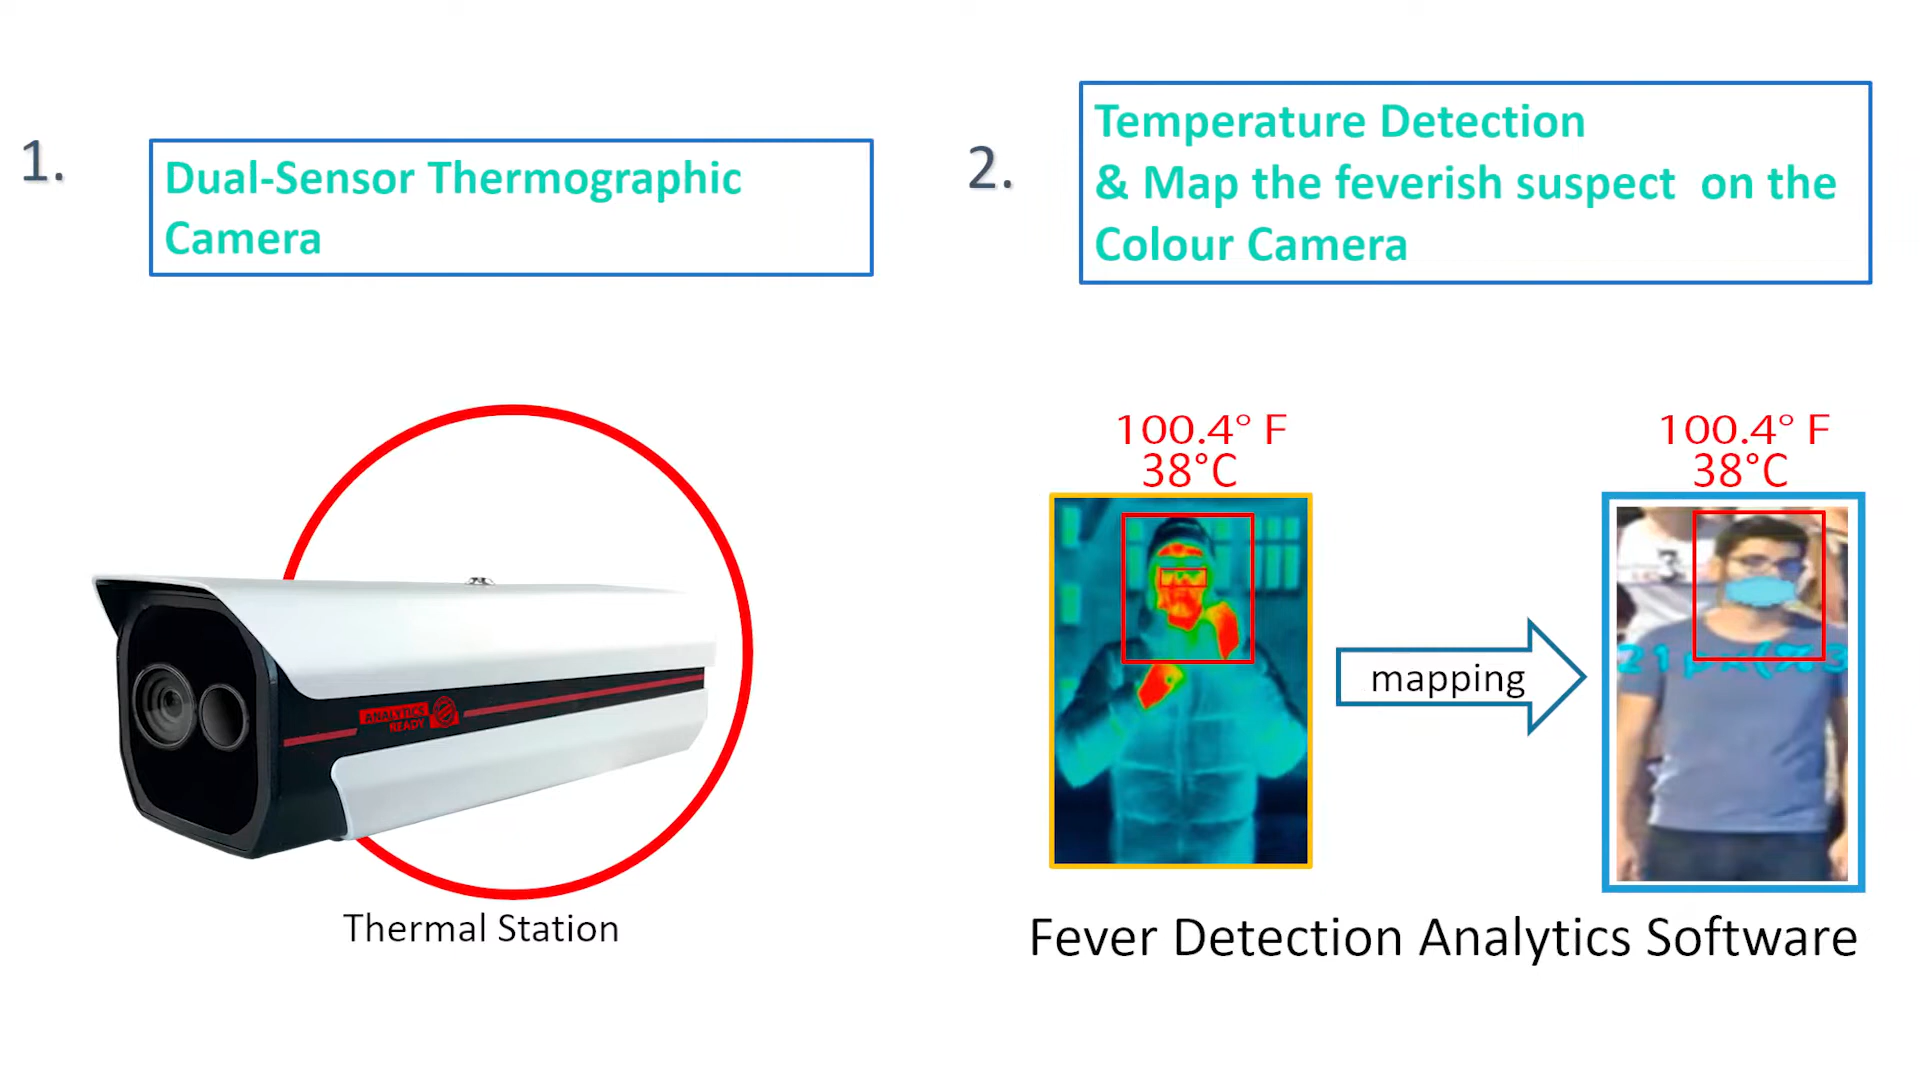 1.
Dual-Sensor Thermographic
Camera
ANALYTICS
READY
Thermal Station
2.
Temperature Detection
& Map the feverish suspect on the
Colour Camera
100.4° F
38°C
mapping
100.4° F
38°C
Fever Detection Analytics Software